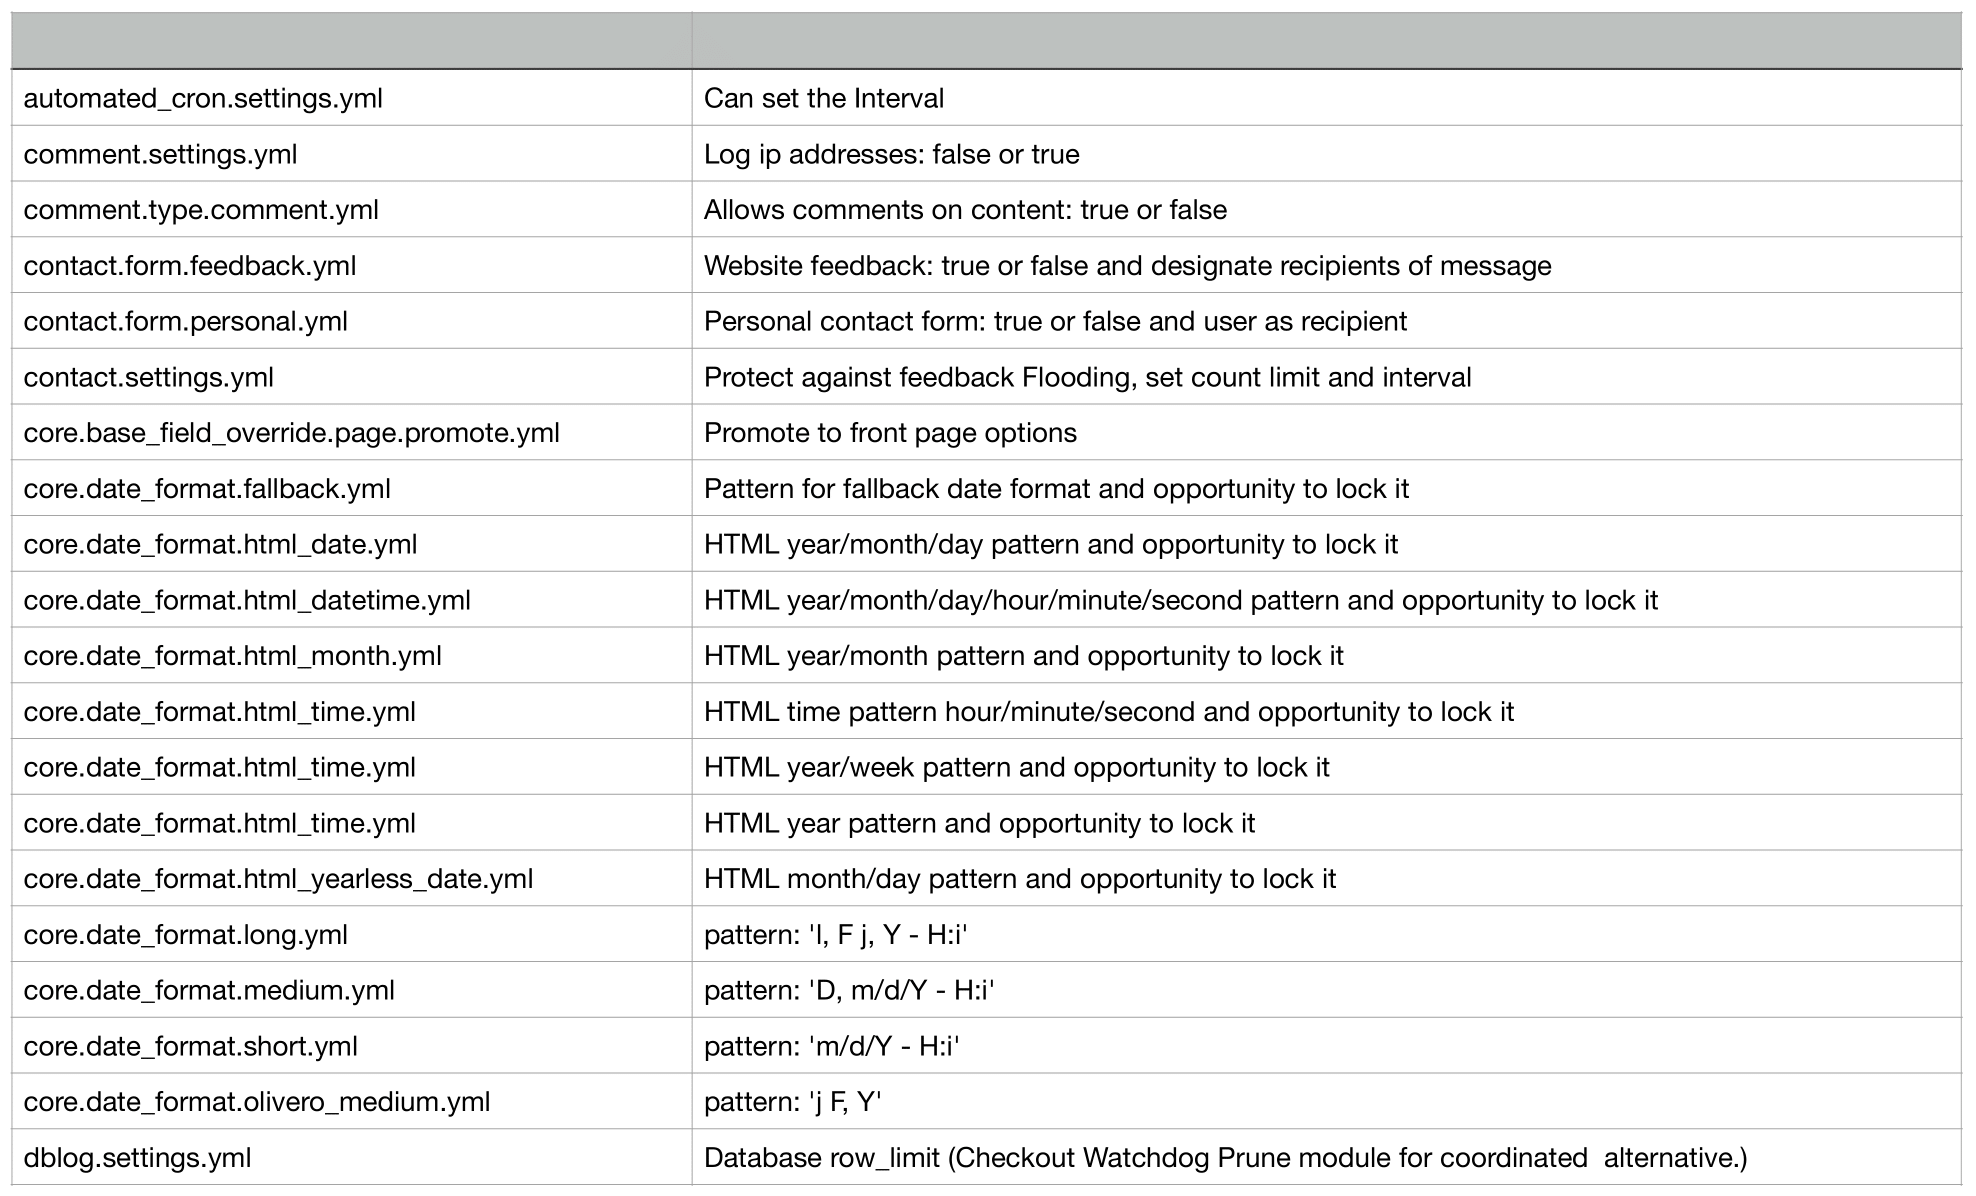 automated_cron.settings.yml Can set the Interval
comment.settings.yml Log ip addresses: false or true
comment.type.comment.yml Allows comments on content: true or false
contact.form.feedback.yml Website feedback: true or false and designate recipients of message
contact.form.personal.yml Personal contact form: true or false and user as recipient
contact.settings.yml Protect against feedback Flooding, set count limit and interval
core.base_field_override.page.promote.yml Promote to front page options
core.date_format.fallback.yml Pattern for fallback date format and opportunity to lock it
core.date_format.html_date.yml HTML year/month/day pattern and opportunity to lock it
core.date_format.html_datetime.yml HTML year/month/day/hour/minute/second pattern and opportunity to lock it
core.date_format.html_month.yml HTML year/month pattern and opportunity to lock it
core.date_format.html_time.yml HTML time pattern hour/minute/second and opportunity to lock it
core.date_format.html_time.yml HTML year/week pattern and opportunity to lock it
core.date_format.html_time.yml HTML year pattern and opportunity to lock it
core.date_format.html_yearless_date.yml HTML month/day pattern and opportunity to lock it
core.date_format.long.yml pattern: 'l, F j, Y - H:i'
core.date_format.medium.yml pattern: 'D, m/d/Y - H:i'
core.date_format.short.yml pattern: 'm/d/Y - H:i'
core.date_format.olivero_medium.yml pattern: 'j F, Y'
dblog.settings.yml Database row_limit (Checkout Watchdog Prune module for coordinated  alternative.)